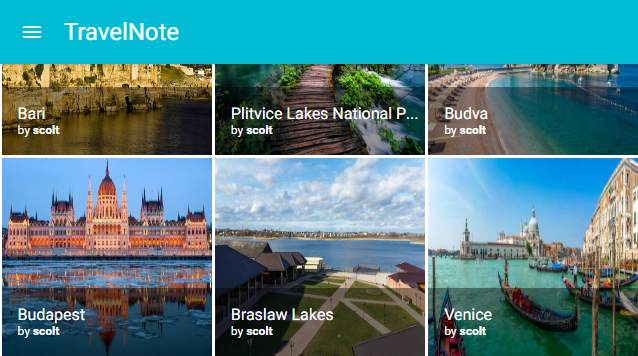 TravelNote
Bari
by scolt
Plitvice Lakes National P...
by scolt
Budva
by scolt
Budapest
by scolt
Braslaw Lakes
by scolt
Venice
by scolt